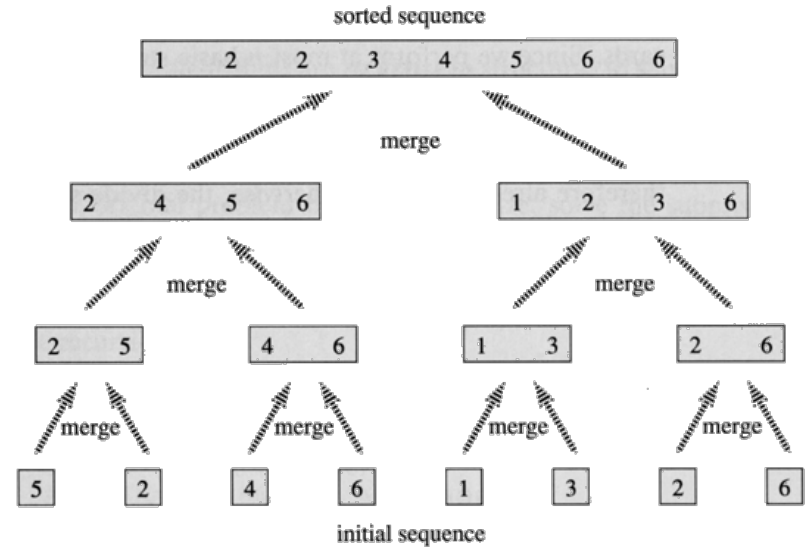 sorted sequence
1 2 2 3 4 5 6 6
merge
2 4 5 6 1 2 3 6
merge merge
2 5 4 6 1 3 2 6
merge merge merge merge
5 2 4 6 1 3 2 6
initial sequence